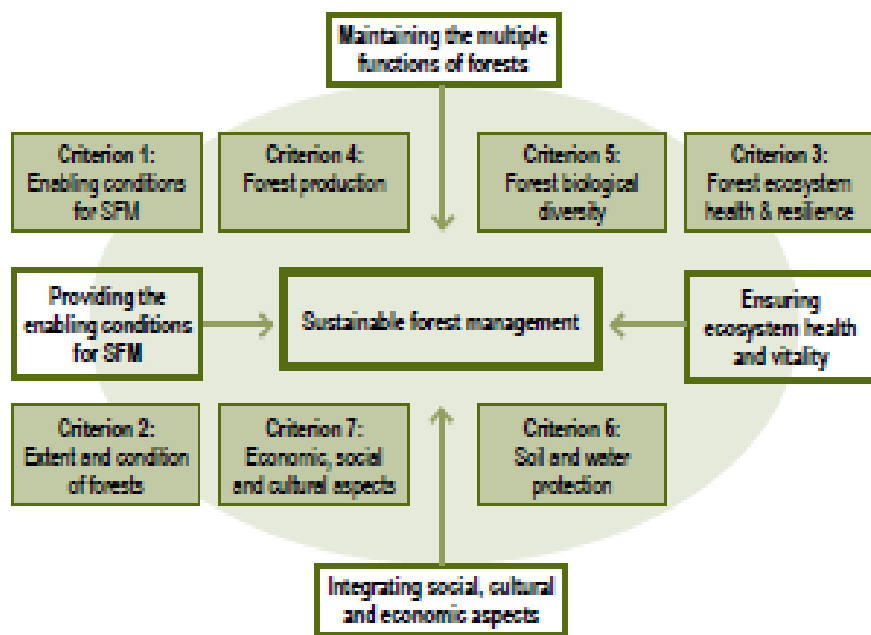 Maintaining the multiple
functions of forests
Criterion 1:
Enabling conditions
for SFM
Criterion 4:
Forest production
Criterion 5:
Forest biological
diversity
Criterion 3:
Forest ecosystem
health & resilience
Providing the
enabling conditions
for SFM
Sustainable forest management
Ensuring
ecosystem health
and vitality
Criterion 2:
Extent and condition
of forests
Criterion 7:
Economic, social
and cultural aspects
Criterion 6:
Soil and water
protection
Integrating social, cultural
and economic aspects